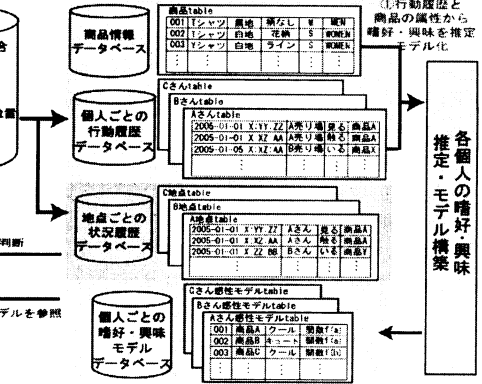 商品table
001 Tシャツ 黒地 柄なし M MEN
002 Tシャツ 白地 花柄 S WOMEN
003 Yシャツ 白地 ライン S WOMEN
商品情報
データベース
①行動履歴と
商品の属性から
嗜好・興味を推定
モデル化
Cさんtable
Bさんtable
Aさんtable
2005-01-01 X:YY.ZZ A売り場 見る 商品A
2005-01-01 X:XZ.AA A売り場 触る 商品A
2005-01-05 X:XZ:AA B売り場 いる 商品X
個人ごとの
行動履歴
データベース
各個人の嗜好・興味
推定・モデル構築
C地点table
B地点table
A地点table
2005-01-01 X:YY.ZZ Aさん 見る 商品A
2005-01-01 X:XZ.AA Aさん 触る 商品A
2005-01-01 X:ZZ.BB Bさん いる 商品Y
地点ごとの
状況履歴
データベース
判断
デルを参照
Cさん感性モデルtable
Bさん感性モデルtable
Aさん感性モデルtable
001 商品A クール 関数f(a)
002 商品B キュート 関数f(a)
003 商品C クール 関数f(b)
個人ごとの
嗜好・興味
モデル
データベース